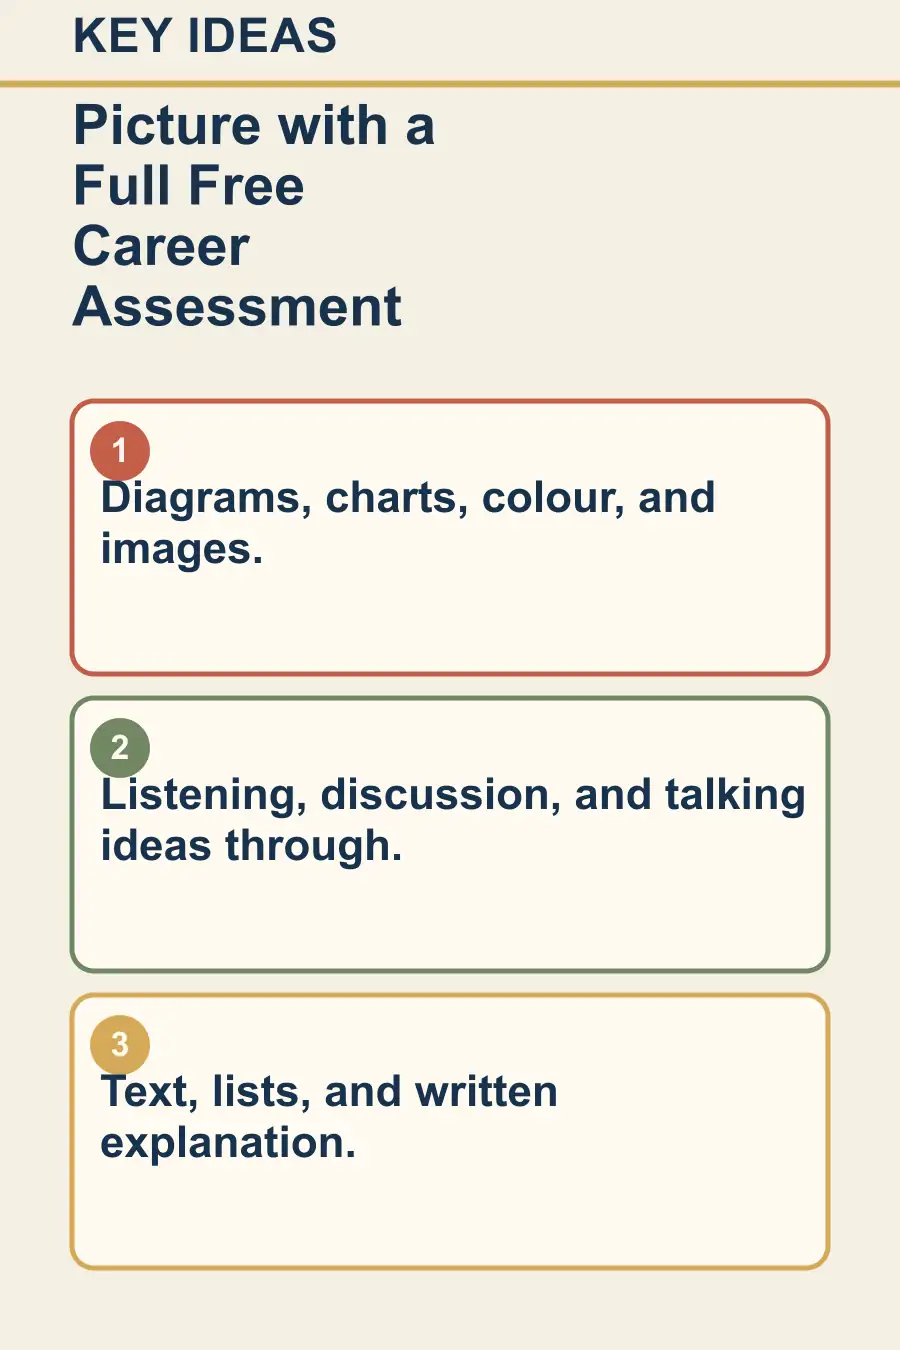 KEY IDEAS
Picture with a
Full Free
Career
Assessment
1
Diagrams, charts, colour, and
images.
2
Listening, discussion, and talking
ideas through.
3
Text, lists, and written
explanation.